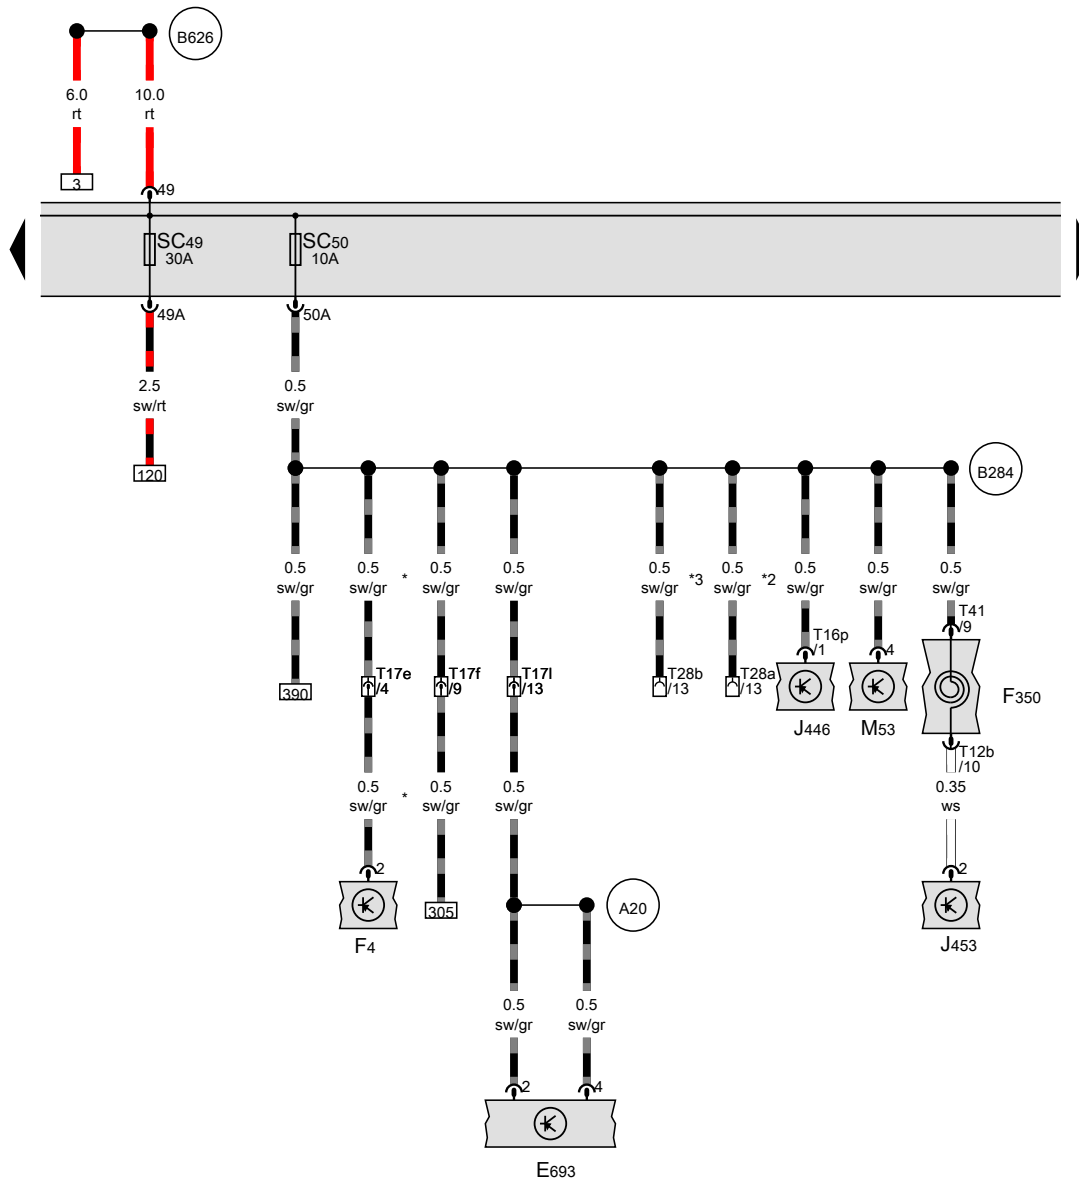 B626
6.0
rt
10.0
rt
3
49
SC49
30A
SC50
10A
49A
50A
2.5
sw/rt
0.5
sw/gr
120
B284
0.5
sw/gr
0.5
sw/gr
*
0.5
sw/gr
0.5
sw/gr
0.5
sw/gr
*3
0.5
sw/gr
*2
0.5
sw/gr
0.5
sw/gr
0.5
sw/gr
T41
/9
T16p
/1
4
390
T17e
/4
T17f
/9
T17l
/13
T28b
/13
T28a
/13
J446
M53
F350
T12b
/10
0.5
sw/gr
*
0.5
sw/gr
0.5
sw/gr
0.35
ws
2
2
305
A20
F4
J453
0.5
sw/gr
0.5
sw/gr
2
4
E693